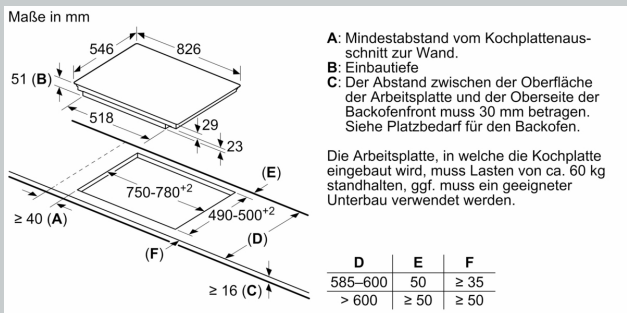 Maße in mm
546
826
51 (B)
518
29
23
(E)
750-780+2
490-500+2
≥ 40 (A)
(D)
(F)
≥ 16 (C)
A: Mindestabstand vom Kochplattenaus-
schnitt zur Wand.
B: Einbautiefe
C: Der Abstand zwischen der Oberfläche
der Arbeitsplatte und der Oberseite der
Backofenfront muss 30 mm betragen.
Siehe Platzbedarf für den Backofen.
Die Arbeitsplatte, in welche die Kochplatte
eingebaut wird, muss Lasten von ca. 60 kg
standhalten, ggf. muss ein geeigneter
Unterbau verwendet werden.
D E F
585–600 50 ≥ 35
> 600 ≥ 50 ≥ 50